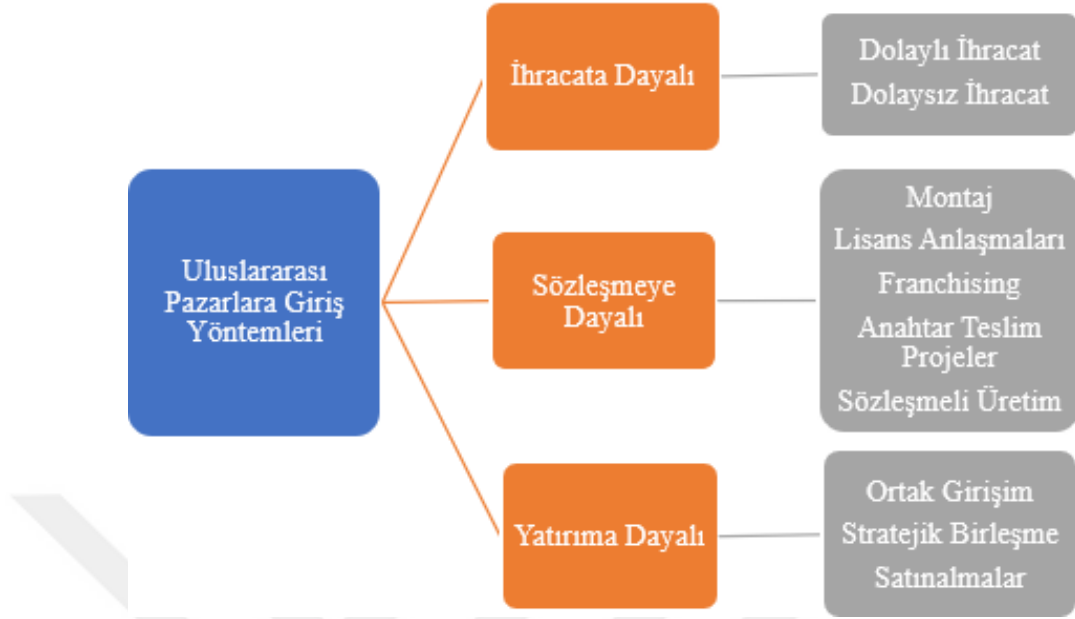 Uluslararası
Pazarlara Giriş
Yöntemleri
İhracata Dayalı
Dolaylı İhracat
Dolaysız İhracat
Sözleşmeye
Dayalı
Montaj
Lisans Anlaşmaları
Franchising
Anahtar Teslim
Projeler
Sözleşmeli Üretim
Yatırıma Dayalı
Ortak Girişim
Stratejik Birleşme
Satınalmalar